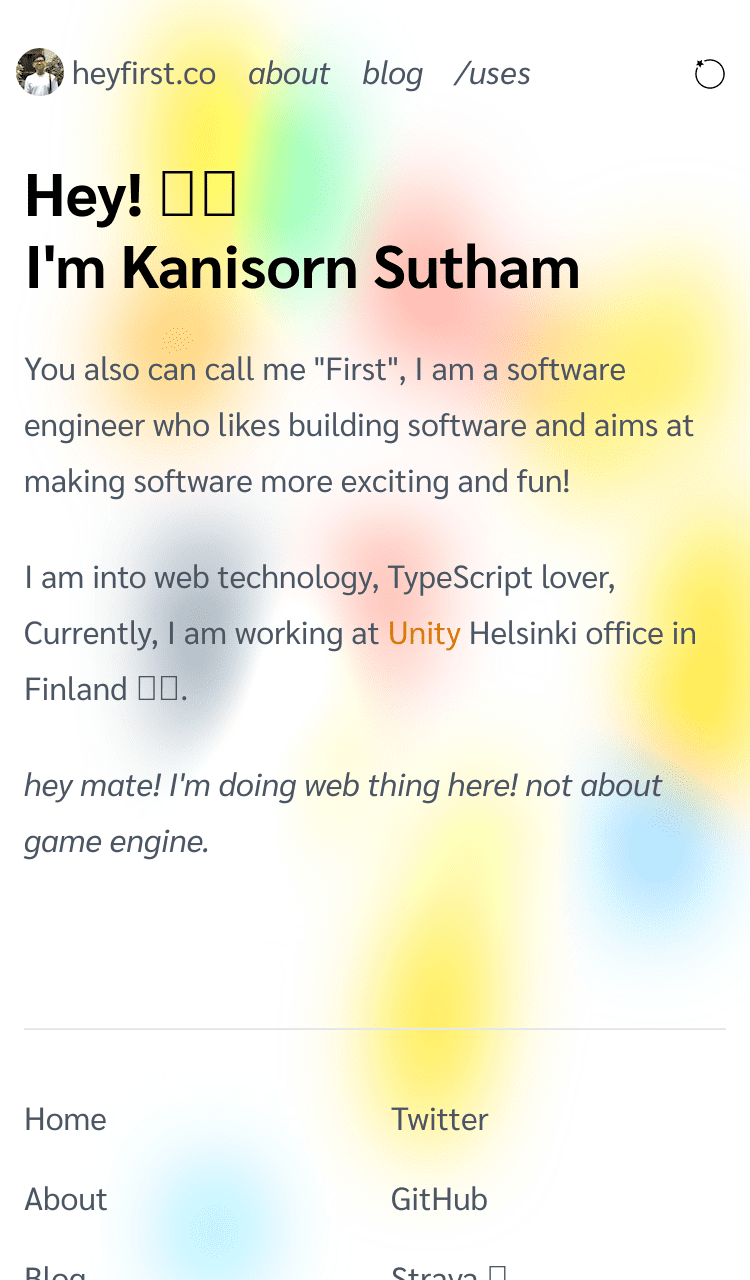 heyfirst.co about blog /uses
Hey!
I'm Kanisorn Sutham
You also can call me "First", I am a software
engineer who likes building software and aims at
making software more exciting and fun!
I am into web technology, TypeScript lover,
Currently, I am working at Unity Helsinki office in
Finland .
hey mate! I'm doing web thing here! not about
game engine.
Home
Twitter
About
GitHub
Blog
Strava